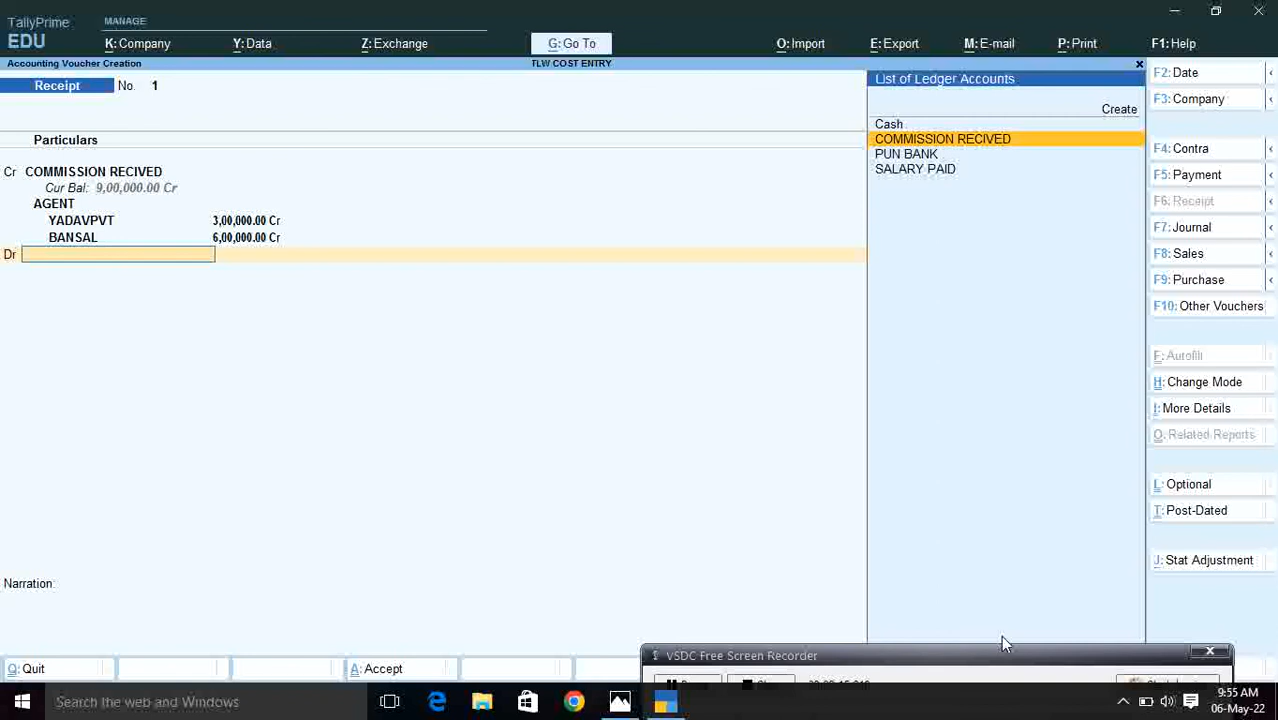 TallyPrime
MANAGE
EDU
K: Company
Y: Data
Z: Exchange
G: Go To
O: Import
E: Export
M: E-mail
P: Print
F1: Help
Accounting Voucher Creation
TLW COST ENTRY
Receipt No. 1
Particulars
Cr COMMISSION RECIVED
Cur Bal: 9,00,000.00 Cr
AGENT
YADAVPVT 3,00,000.00 Cr
BANSAL 6,00,000.00 Cr
Dr
Narration:
Q: Quit
A: Accept
List of Ledger Accounts
Create
Cash
COMMISSION RECIVED
PUN BANK
SALARY PAID
F2: Date
F3: Company
F4: Contra
F5: Payment
F6: Receipt
F7: Journal
F8: Sales
F9: Purchase
F10: Other Vouchers
F: Autofill
H: Change Mode
I: More Details
O: Related Reports
L: Optional
T: Post-Dated
J: Stat Adjustment
VSDC Free Screen Recorder
Search the web and Windows
9:55 AM
06-May-22